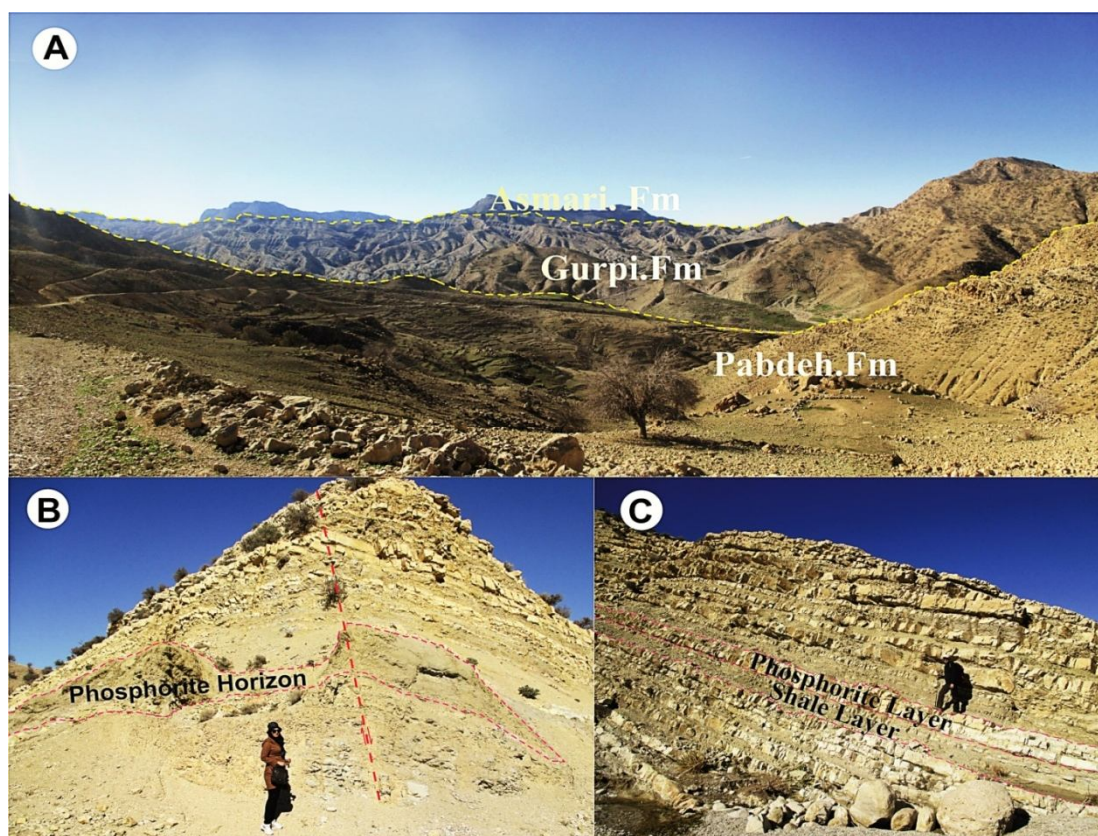 A
Asmari. Fm
Gurpi.Fm
Pabdeh.Fm
B
Phosphorite Horizon
C
Phosphorite Layer
Shale Layer